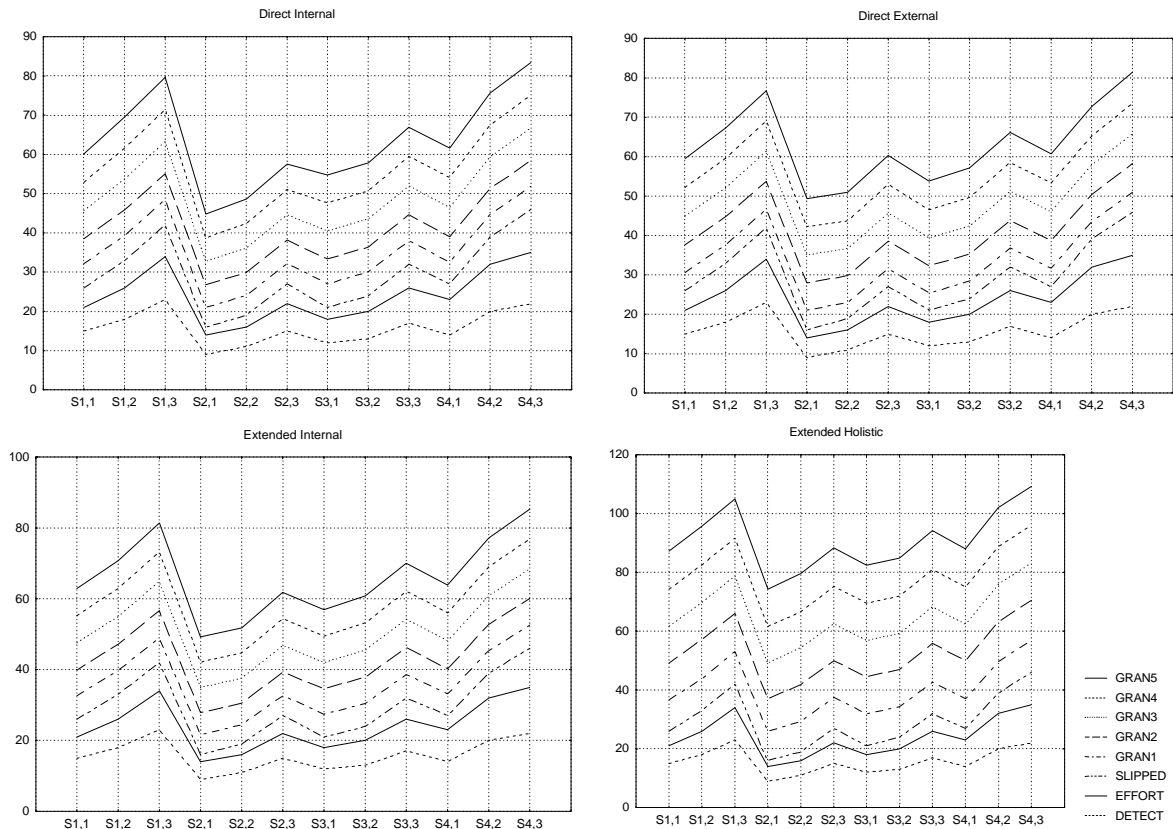 Direct Internal
90
80
70
60
50
40
30
20
10
0
S1,1 S1,2 S1,3 S2,1 S2,2 S2,3 S3,1 S3,2 S3,3 S4,1 S4,2 S4,3
Direct External
90
80
70
60
50
40
30
20
10
0
S1,1 S1,2 S1,3 S2,1 S2,2 S2,3 S3,1 S3,2 S3,2 S4,1 S4,2 S4,3
Extended Internal
100
80
60
40
20
0
S1,1 S1,2 S1,3 S2,1 S2,2 S2,3 S3,1 S3,2 S3,3 S4,1 S4,2 S4,3
Extended Holistic
120
100
80
60
40
20
0
S1,1 S1,2 S1,3 S2,1 S2,2 S2,3 S3,1 S3,2 S3,3 S4,1 S4,2 S4,3
GRAN5
GRAN4
GRAN3
GRAN2
GRAN1
SLIPPED
EFFORT
DETECT